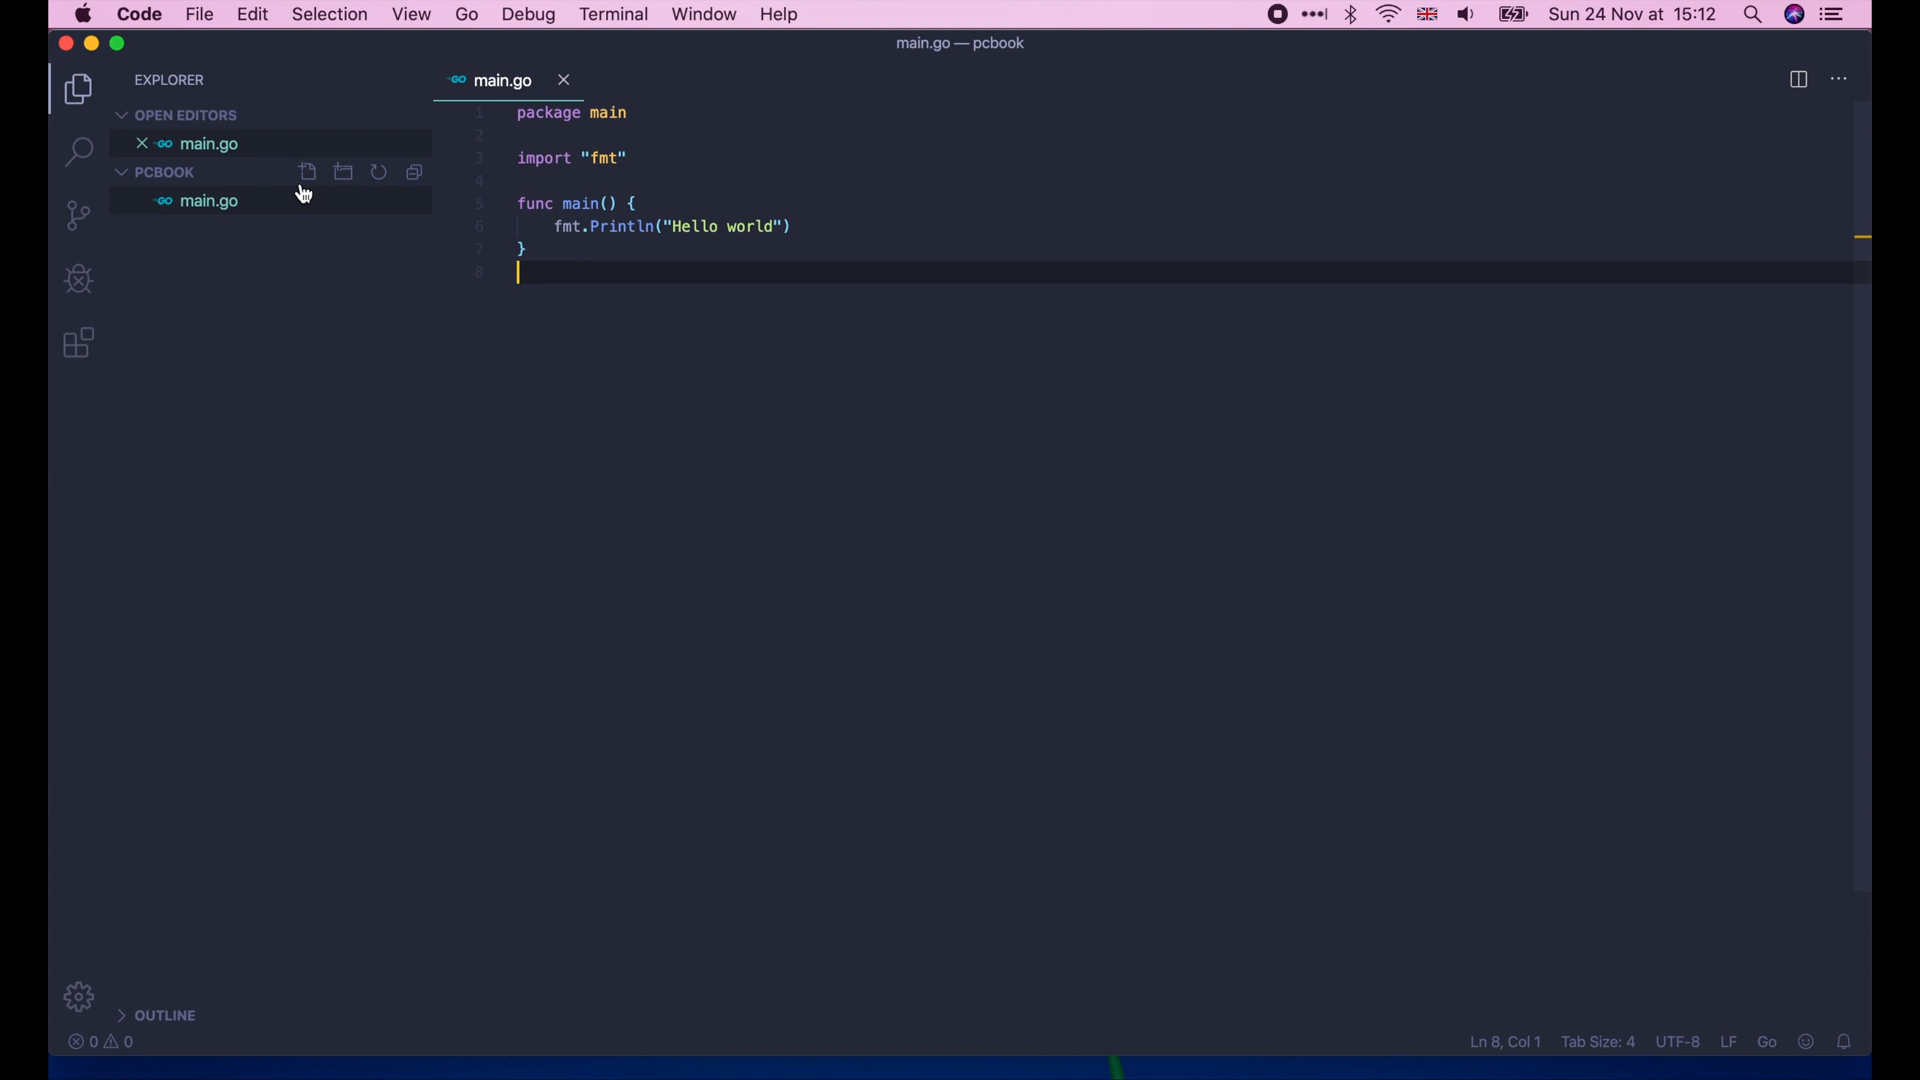 Code File Edit Selection View Go Debug Terminal Window Help Sun 24 Nov at 15:12
main.go — pcbook
EXPLORER
OPEN EDITORS
GO main.go
PCBOOK
GO main.go
GO main.go
1 package main
2
3 import "fmt"
4
5 func main() {
6 fmt.Println("Hello world")
7 }
8
OUTLINE
0 0 Ln 8, Col 1 Tab Size: 4 UTF-8 LF Go